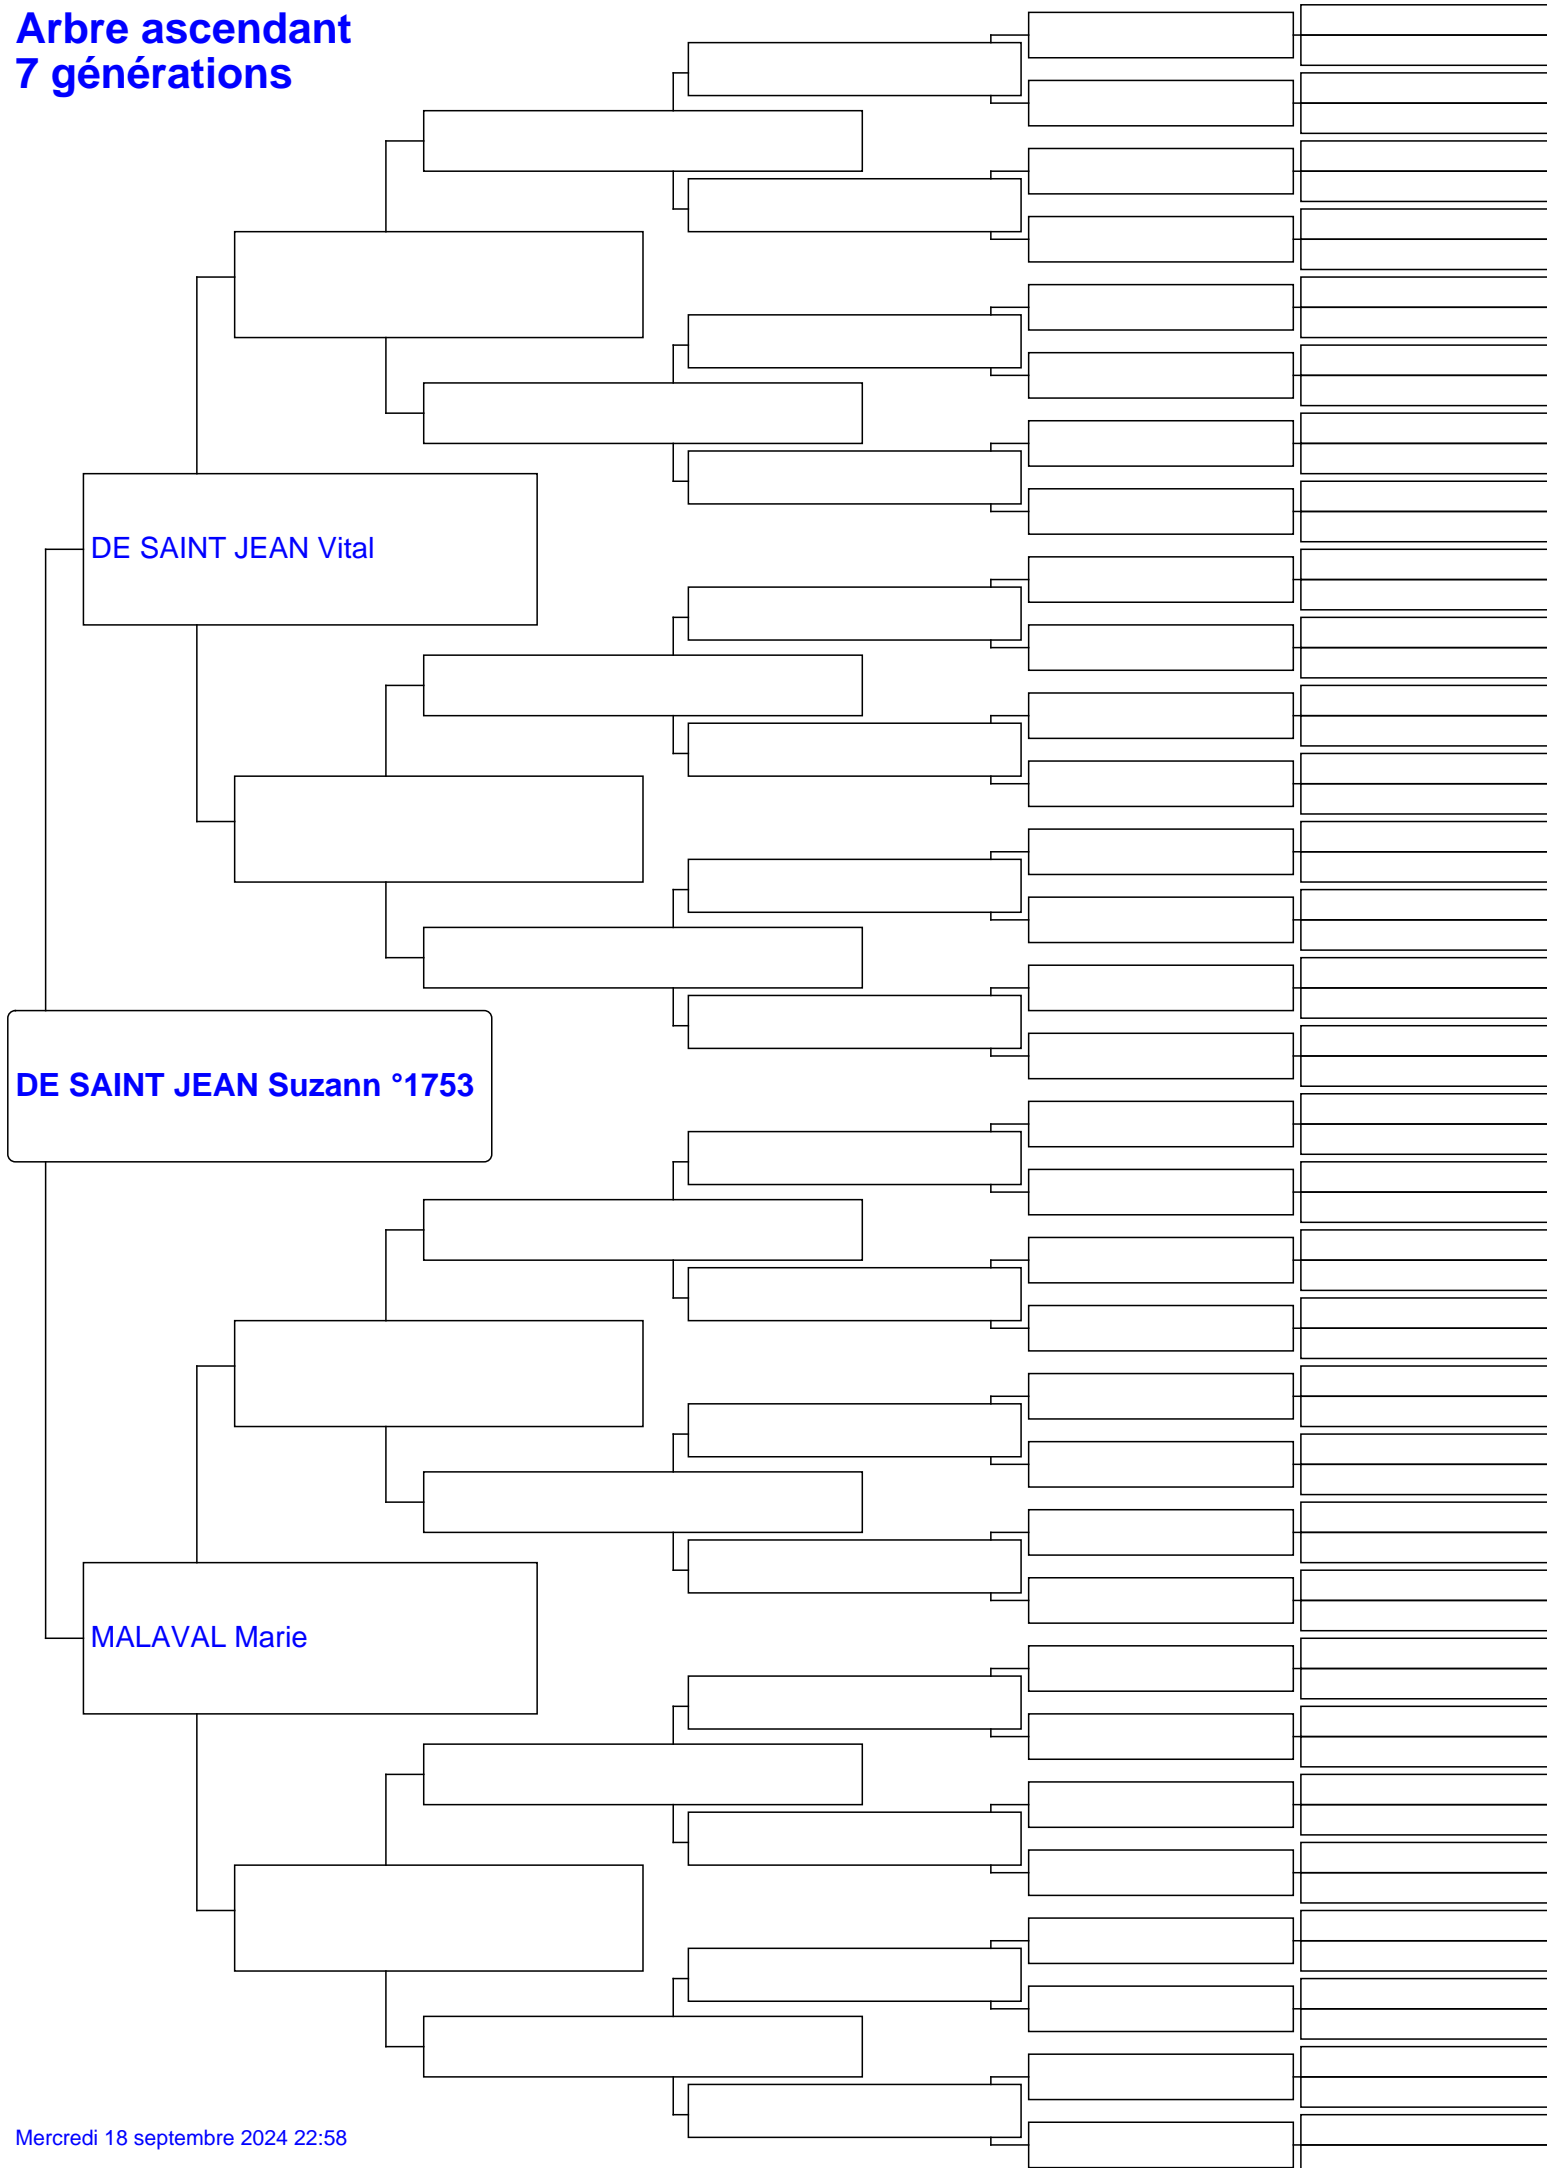 Arbre ascendant
7 générations
DE SAINT JEAN Vital
DE SAINT JEAN Suzann °1753
MALAVAL Marie
Mercredi 18 septembre 2024 22:58